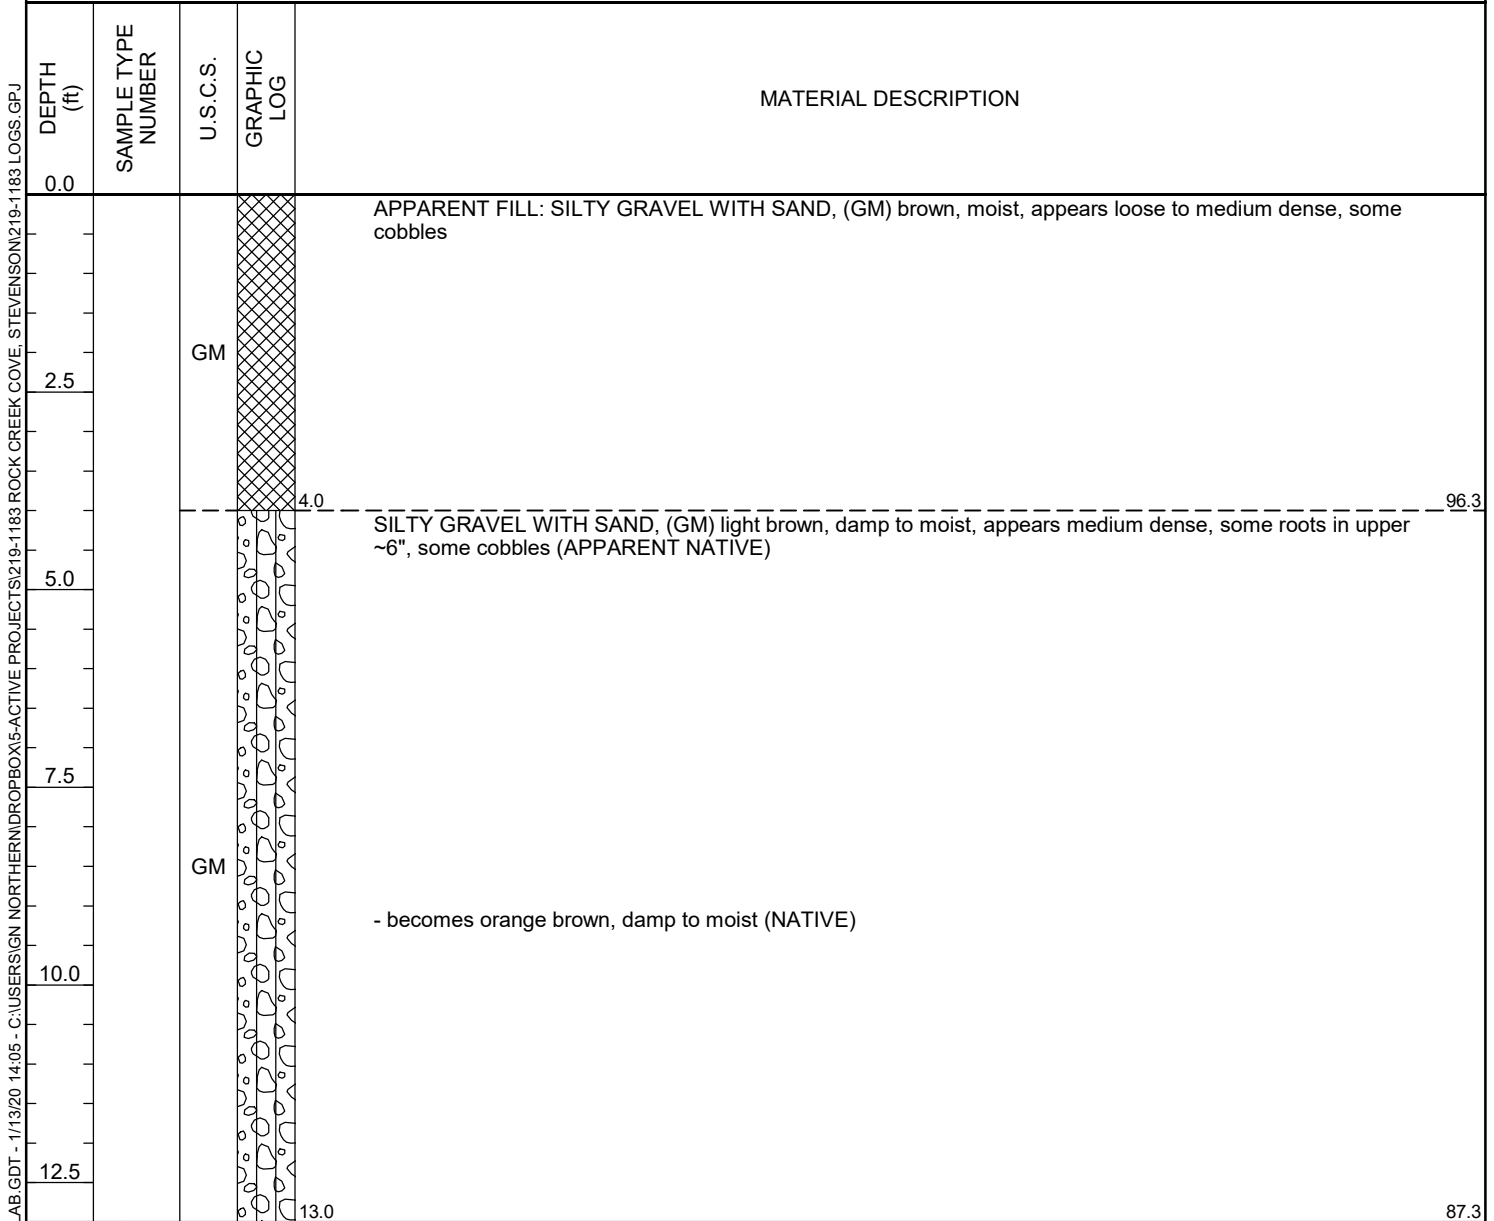 DEPTH
(ft)
SAMPLE TYPE
NUMBER
U.S.C.S.
GRAPHIC
LOG
MATERIAL DESCRIPTION
0.0
APPARENT FILL: SILTY GRAVEL WITH SAND, (GM) brown, moist, appears loose to medium dense, some
cobbles
GM
2.5
4.0
96.3
SILTY GRAVEL WITH SAND, (GM) light brown, damp to moist, appears medium dense, some roots in upper
~6", some cobbles (APPARENT NATIVE)
5.0
7.5
GM
- becomes orange brown, damp to moist (NATIVE)
10.0
12.5
13.0
87.3
AB.GDT - 1/13/20 14:05 - C:\USERS\GN NORTHERN\DROPBOX\5-ACTIVE PROJECTS\219-1183 ROCK CREEK COVE, STEVENSON\219-1183 LOGS.GPJ